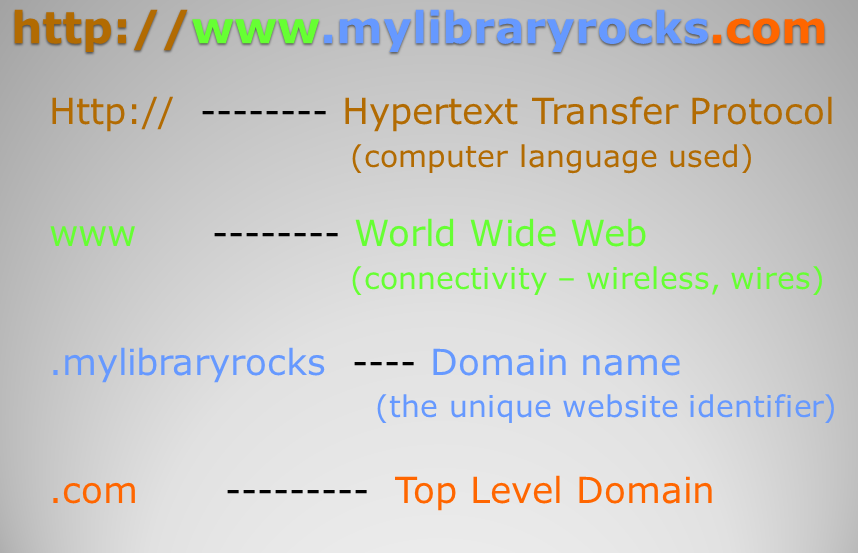 http://www.mylibraryrocks.com
Http:// -------- Hypertext Transfer Protocol
(computer language used)
www -------- World Wide Web
(connectivity – wireless, wires)
.mylibraryrocks ---- Domain name
(the unique website identifier)
.com --------- Top Level Domain